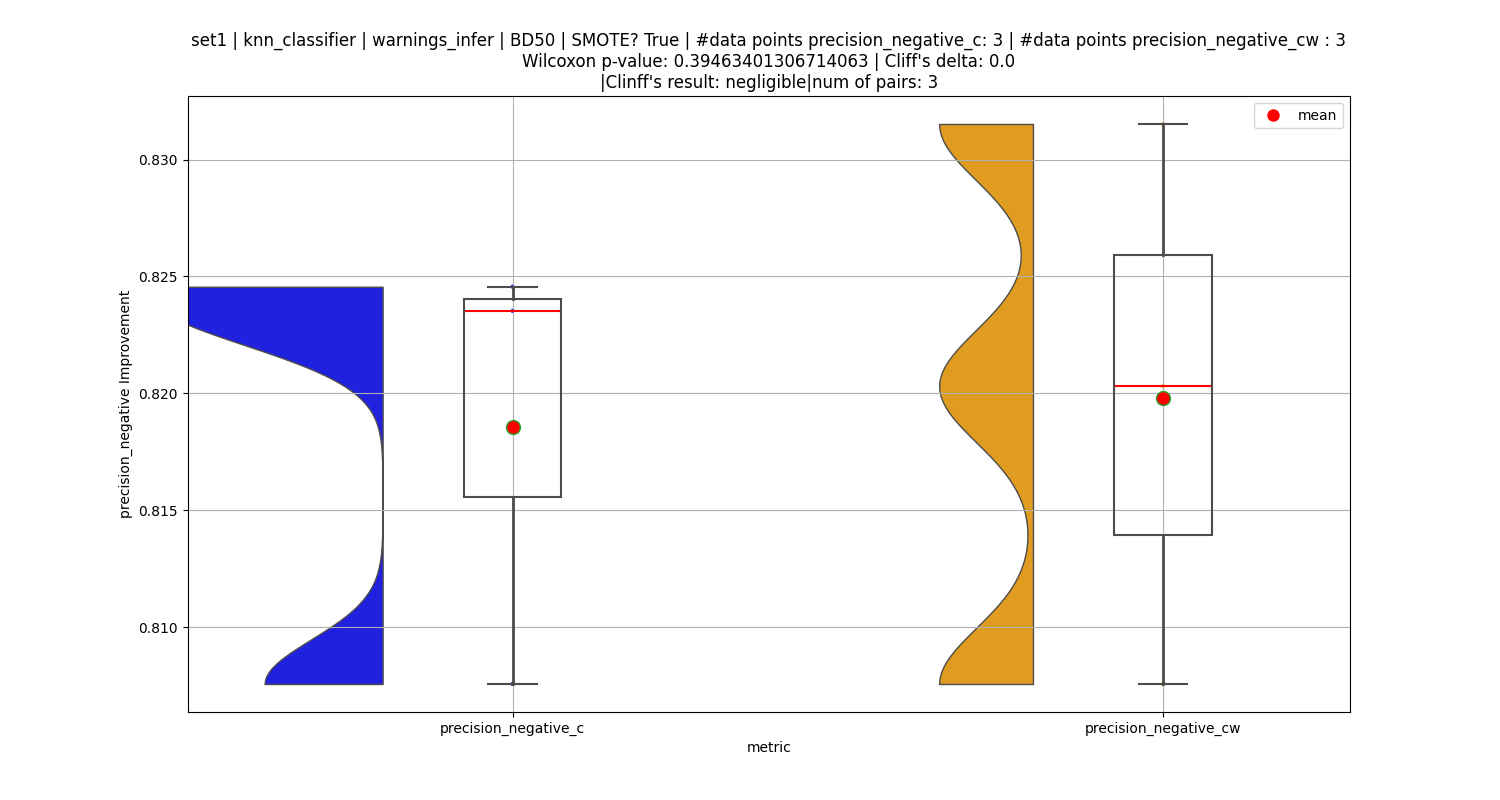 set1 | knn_classifier | warnings_infer | BD50 | SMOTE? True | #data points precision_negative_c: 3 | #data points precision_negative_cw : 3
Wilcoxon p-value: 0.39463401306714063 | Cliff's delta: 0.0
|Clinff's result: negligible|num of pairs: 3
mean
0.830
0.825
0.820
0.815
0.810
precision_negative Improvement
precision_negative_c
precision_negative_cw
metric